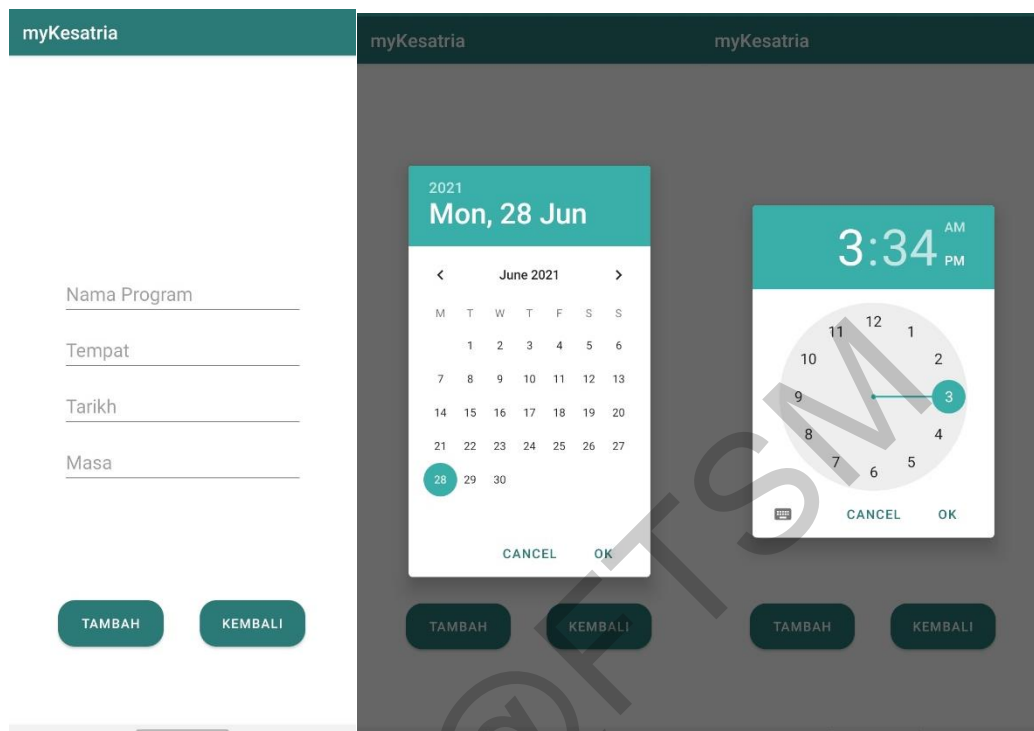 myKesatria
Nama Program
Tempat
Tarikh
Masa
TAMBAH KEMBALI
myKesatria
2021
Mon, 28 Jun
June 2021
M T W T F S S
1 2 3 4 5 6
7 8 9 10 11 12 13
14 15 16 17 18 19 20
21 22 23 24 25 26 27
28 29 30
CANCEL OK
TAMBAH KEMBALI
myKesatria
3:34 AM
PM
12
11 1
10 2
9 3
8 4
7 5
6
CANCEL OK
TAMBAH KEMBALI
@FTSM